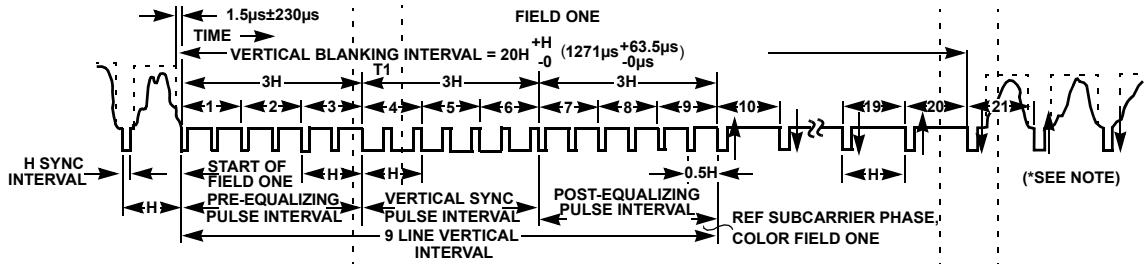 1.5µs±230µs
FIELD ONE
TIME
VERTICAL BLANKING INTERVAL = 20H +H -0 (1271µs +63.5µs -0µs)
T1
3H 3H 3H
1 2 3 4 5 6 7 8 9 10 19 20 21
H SYNC INTERVAL
H
START OF FIELD ONE
H H
0.5H
H
(*SEE NOTE)
PRE-EQUALIZING PULSE INTERVAL
VERTICAL SYNC PULSE INTERVAL
POST-EQUALIZING PULSE INTERVAL
9 LINE VERTICAL INTERVAL
REF SUBCARRIER PHASE, COLOR FIELD ONE